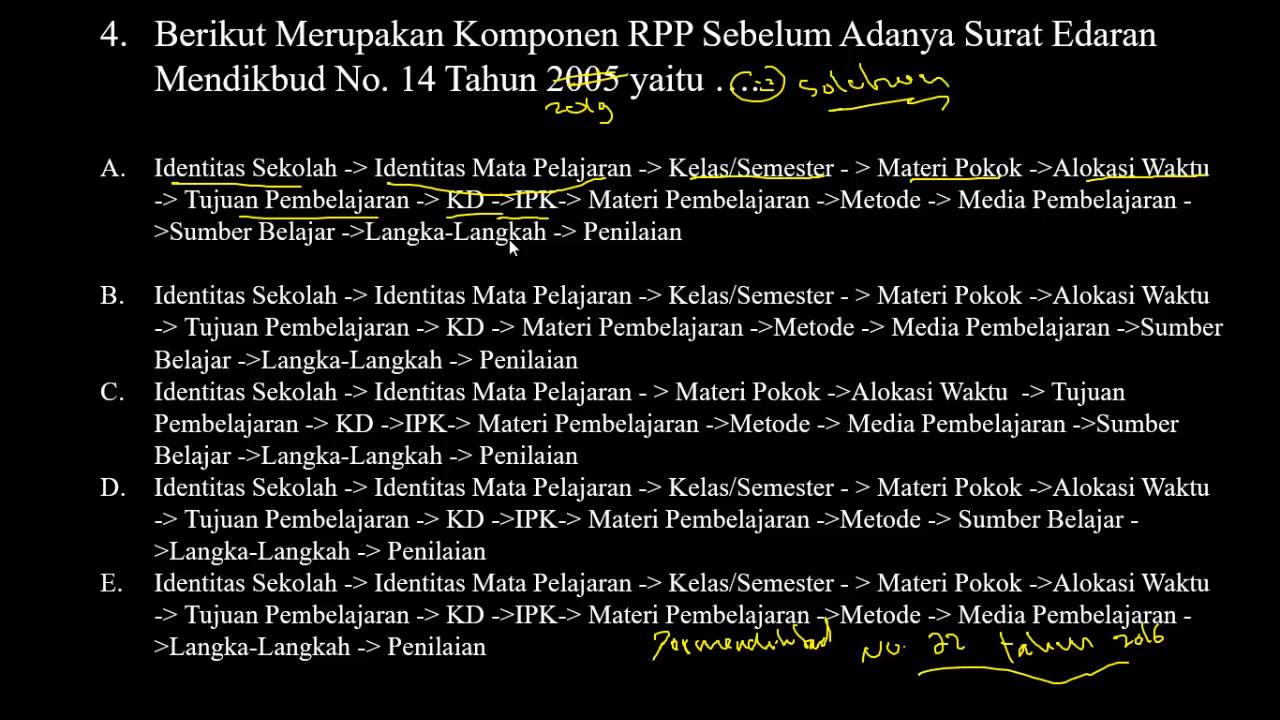 4. Berikut Merupakan Komponen RPP Sebelum Adanya Surat Edaran
Mendikbud No. 14 Tahun 2005 yaitu ....
2019
A. Identitas Sekolah -> Identitas Mata Pelajaran -> Kelas/Semester - > Materi Pokok ->Alokasi Waktu
-> Tujuan Pembelajaran -> KD ->IPK-> Materi Pembelajaran ->Metode -> Media Pembelajaran -
>Sumber Belajar ->Langka-Langkah -> Penilaian
B. Identitas Sekolah -> Identitas Mata Pelajaran -> Kelas/Semester - > Materi Pokok ->Alokasi Waktu
-> Tujuan Pembelajaran -> KD -> Materi Pembelajaran ->Metode -> Media Pembelajaran ->Sumber
Belajar ->Langka-Langkah -> Penilaian
C. Identitas Sekolah -> Identitas Mata Pelajaran - > Materi Pokok ->Alokasi Waktu -> Tujuan
Pembelajaran -> KD ->IPK-> Materi Pembelajaran ->Metode -> Media Pembelajaran ->Sumber
Belajar ->Langka-Langkah -> Penilaian
D. Identitas Sekolah -> Identitas Mata Pelajaran -> Kelas/Semester - > Materi Pokok ->Alokasi Waktu
-> Tujuan Pembelajaran -> KD ->IPK-> Materi Pembelajaran ->Metode -> Sumber Belajar -
>Langka-Langkah -> Penilaian
E. Identitas Sekolah -> Identitas Mata Pelajaran -> Kelas/Semester - > Materi Pokok ->Alokasi Waktu
-> Tujuan Pembelajaran -> KD ->IPK-> Materi Pembelajaran ->Metode -> Media Pembelajaran -
>Langka-Langkah -> Penilaian
Permendikbud No. 22 tahun 2016